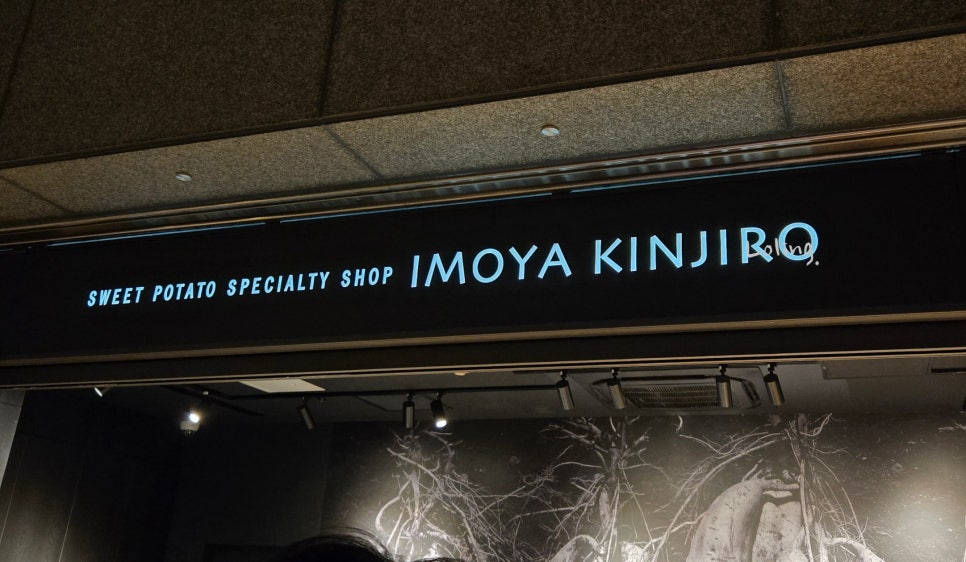 SWEET POTATO SPECIALTY SHOP IMOYA KINJIRO